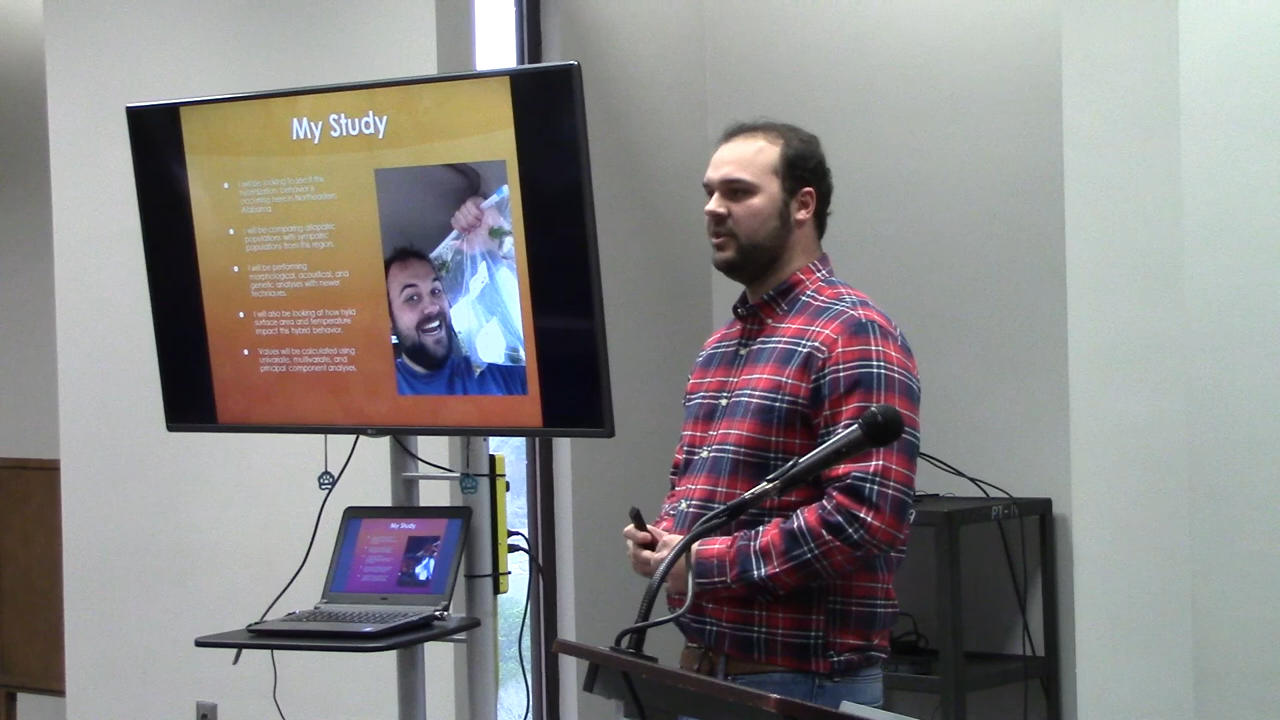 My Study
I will be looking to see if this
hybridization behavior is
occurring here in Northeastern
Alabama.
I will be comparing allopatric
populations with sympatric
populations from this region.
I will be performing
morphological, acoustical, and
genetic analyses with newer
techniques.
I will also be looking at how hylid
surface area and temperature
impact this hybrid behavior.
Values will be calculated using
univariate, multivariate, and
principal component analyses.
LG
My Study